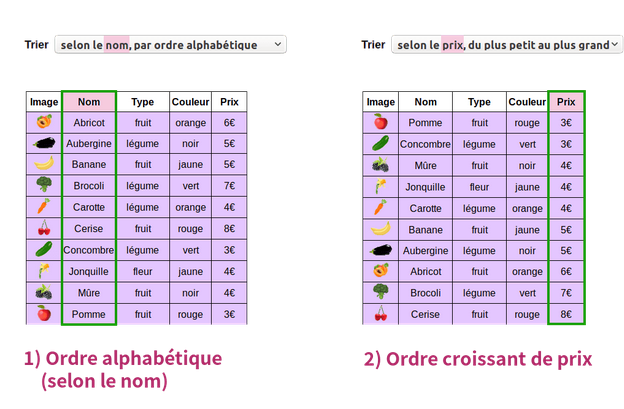 Trier selon le nom, par ordre alphabétique
Image Nom Type Couleur Prix
Abricot fruit orange 6€
Aubergine légume noir 5€
Banane fruit jaune 5€
Brocoli légume vert 7€
Carotte légume orange 4€
Cerise fruit rouge 8€
Concombre légume vert 3€
Jonquille fleur jaune 4€
Mûre fruit noir 4€
Pomme fruit rouge 3€
1) Ordre alphabétique
(selon le nom)
Trier selon le prix, du plus petit au plus grand
Image Nom Type Couleur Prix
Pomme fruit rouge 3€
Concombre légume vert 3€
Mûre fruit noir 4€
Jonquille fleur jaune 4€
Carotte légume orange 4€
Banane fruit jaune 5€
Aubergine légume noir 5€
Abricot fruit orange 6€
Brocoli légume vert 7€
Cerise fruit rouge 8€
2) Ordre croissant de prix